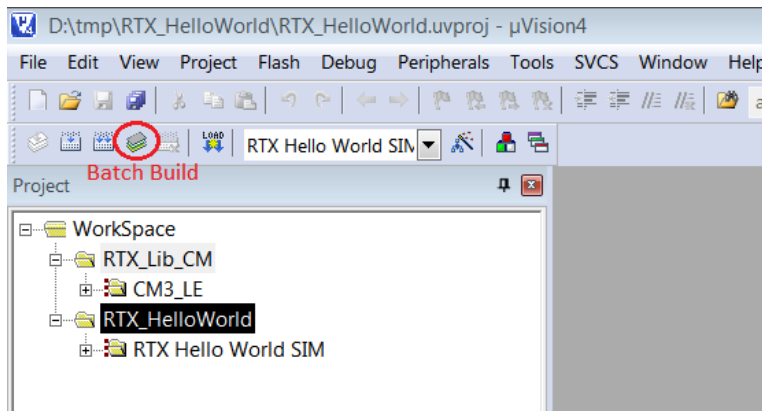 D:\tmp\RTX_HelloWorld\RTX_HelloWorld.uvproj - µVision4
File Edit View Project Flash Debug Peripherals Tools SVCS Window Help
LOAD RTX Hello World SIM
Batch Build
Project
WorkSpace
RTX_Lib_CM
CM3_LE
RTX_HelloWorld
RTX Hello World SIM